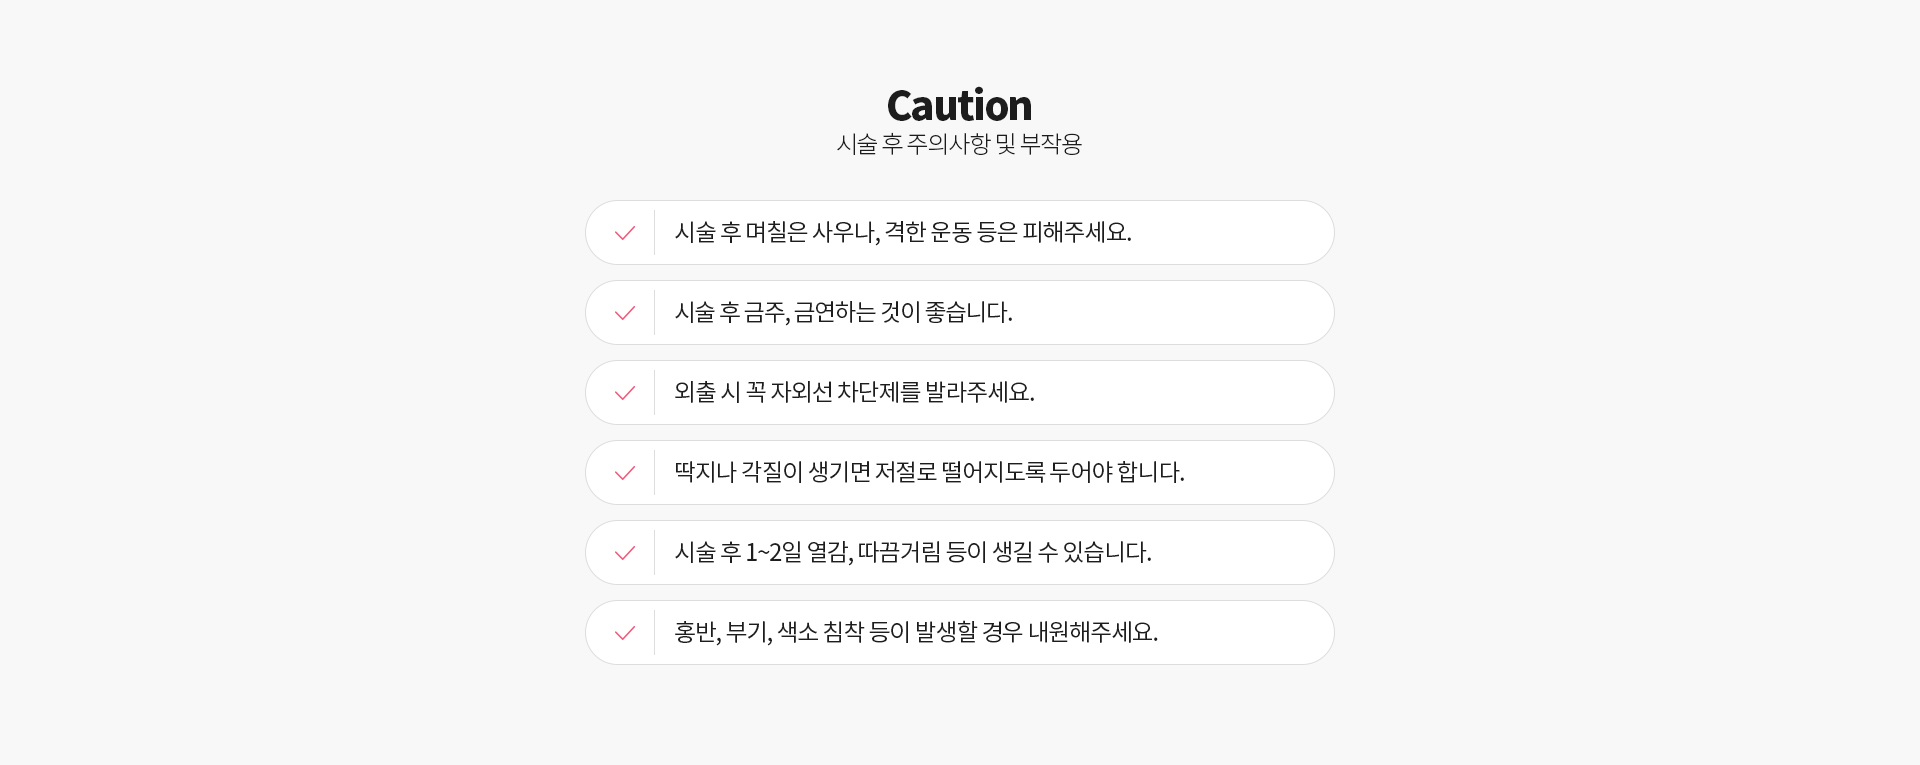 Caution
시술 후 주의사항 및 부작용
시술 후 며칠은 사우나, 격한 운동 등은 피해주세요.
시술 후 금주, 금연하는 것이 좋습니다.
외출 시 꼭 자외선 차단제를 발라주세요.
딱지나 각질이 생기면 저절로 떨어지도록 두어야 합니다.
시술 후 1~2일 열감, 따끔거림 등이 생길 수 있습니다.
홍반, 부기, 색소 침착 등이 발생할 경우 내원해주세요.